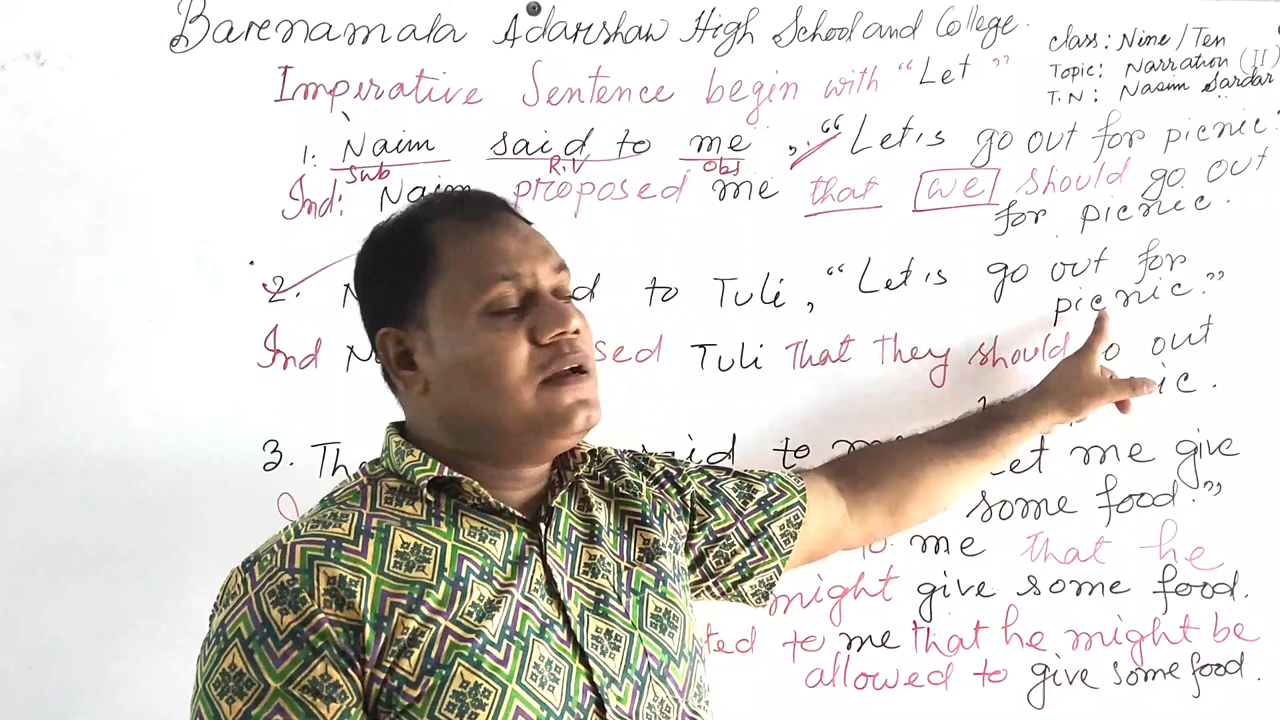 Barenamala Adarshaw High School and College.
class: Nine/Ten
Topic: Narration (II)
T.N: Nasim Sardar
Imperative Sentence begin with "Let"
1: Naim said to me, "Let's go out for picnic.
Sub R.V obs
Ind: Naim proposed me that we should go out
for picnic.
2. to Tuli, "Let's go out for
picnic."
Ind Tuli that they should go out
3. to Let me give
some food."
me that he
might give some food.
to me that he might be
allowed to give some food.